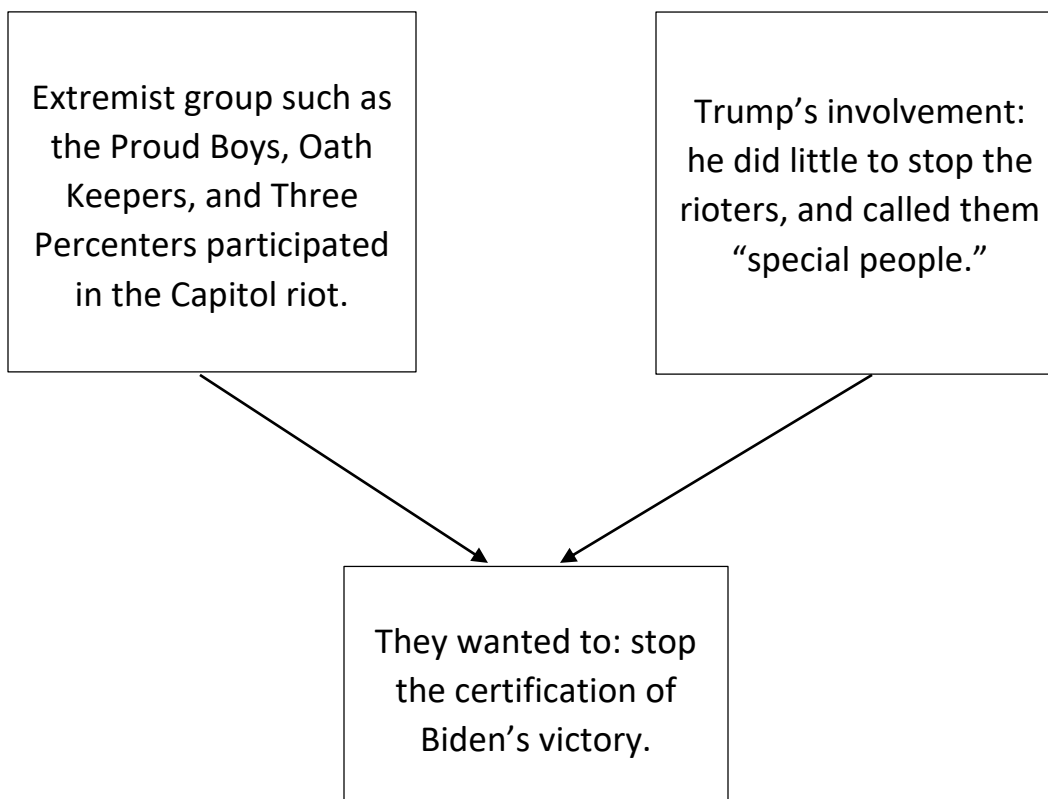 Extremist group such as
the Proud Boys, Oath
Keepers, and Three
Percenters participated
in the Capitol riot.
Trump’s involvement:
he did little to stop the
rioters, and called them
“special people.”
They wanted to: stop
the certification of
Biden’s victory.